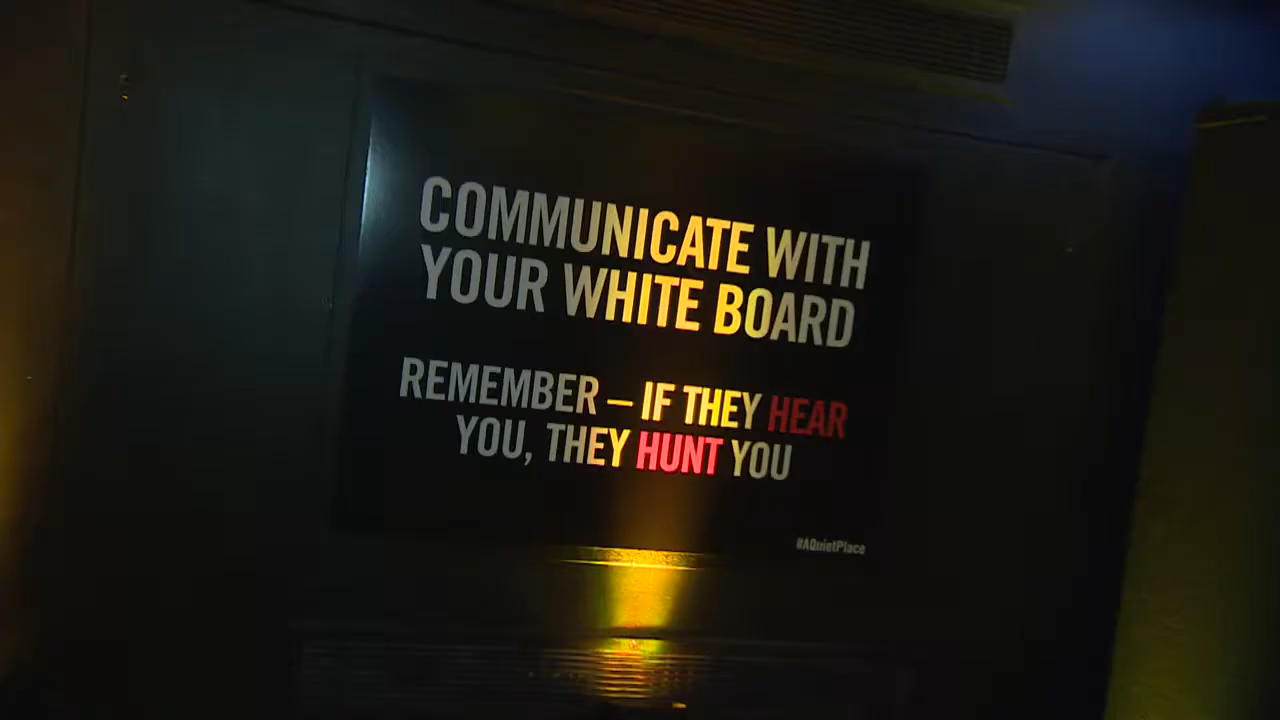 COMMUNICATE WITH
YOUR WHITE BOARD
REMEMBER – IF THEY HEAR
YOU, THEY HUNT YOU
#AQuietPlace